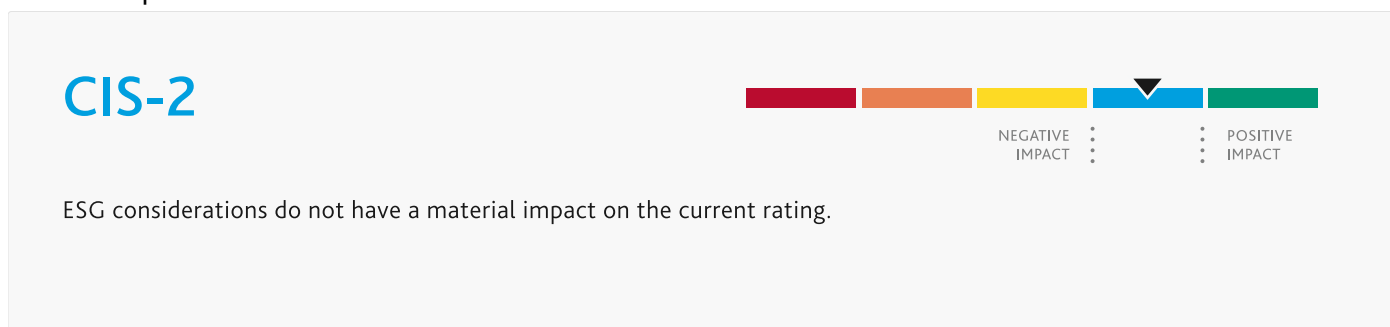 CIS-2
NEGATIVE
IMPACT
POSITIVE
IMPACT
ESG considerations do not have a material impact on the current rating.